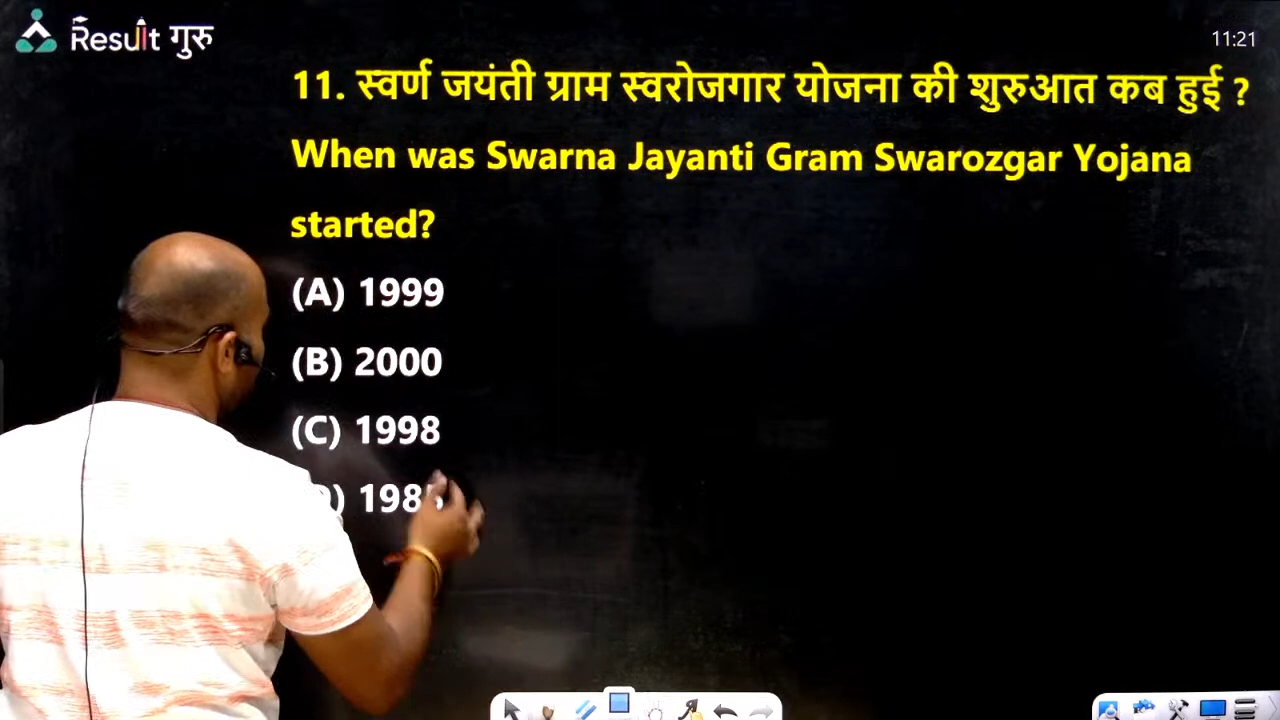 Result गुरु
11:21
11. स्वर्ण जयंती ग्राम स्वरोजगार योजना की शुरुआत कब हुई ?
When was Swarna Jayanti Gram Swarozgar Yojana
started?
(A) 1999
(B) 2000
(C) 1998